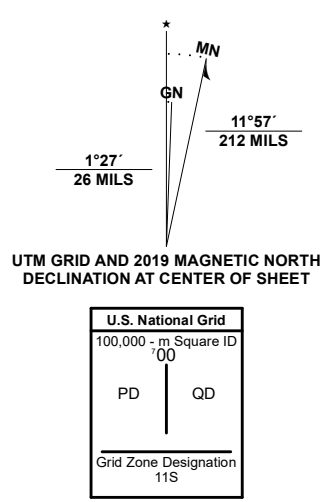 ★
MN
GN
11°57´
212 MILS
1°27´
26 MILS
UTM GRID AND 2019 MAGNETIC NORTH
DECLINATION AT CENTER OF SHEET
U.S. National Grid
100,000 - m Square ID
⁷00
PD QD
Grid Zone Designation
11S